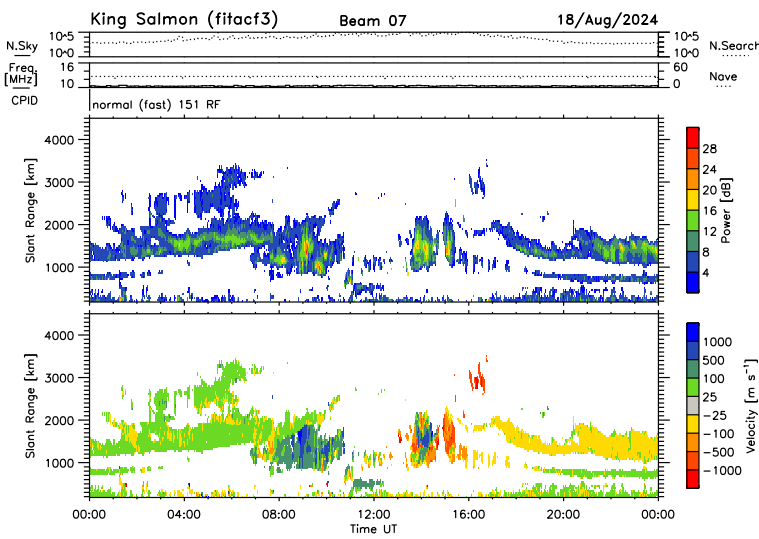 King Salmon (fitacf3) Beam 07 18/Aug/2024
N.Sky 10^5 10^0 10^5 10^0 N.Search
Freq [MHz] 16 10 60 0 Nave
CPID normal (fast) 151 RF
Slant Range [km] 4000 3000 2000 1000
Power [dB] 28 24 20 16 12 8 4
Slant Range [km] 4000 3000 2000 1000
Velocity [m s⁻¹] 1000 500 100 25 −25 −100 −500 −1000
00:00 04:00 08:00 12:00 16:00 20:00 00:00
Time UT